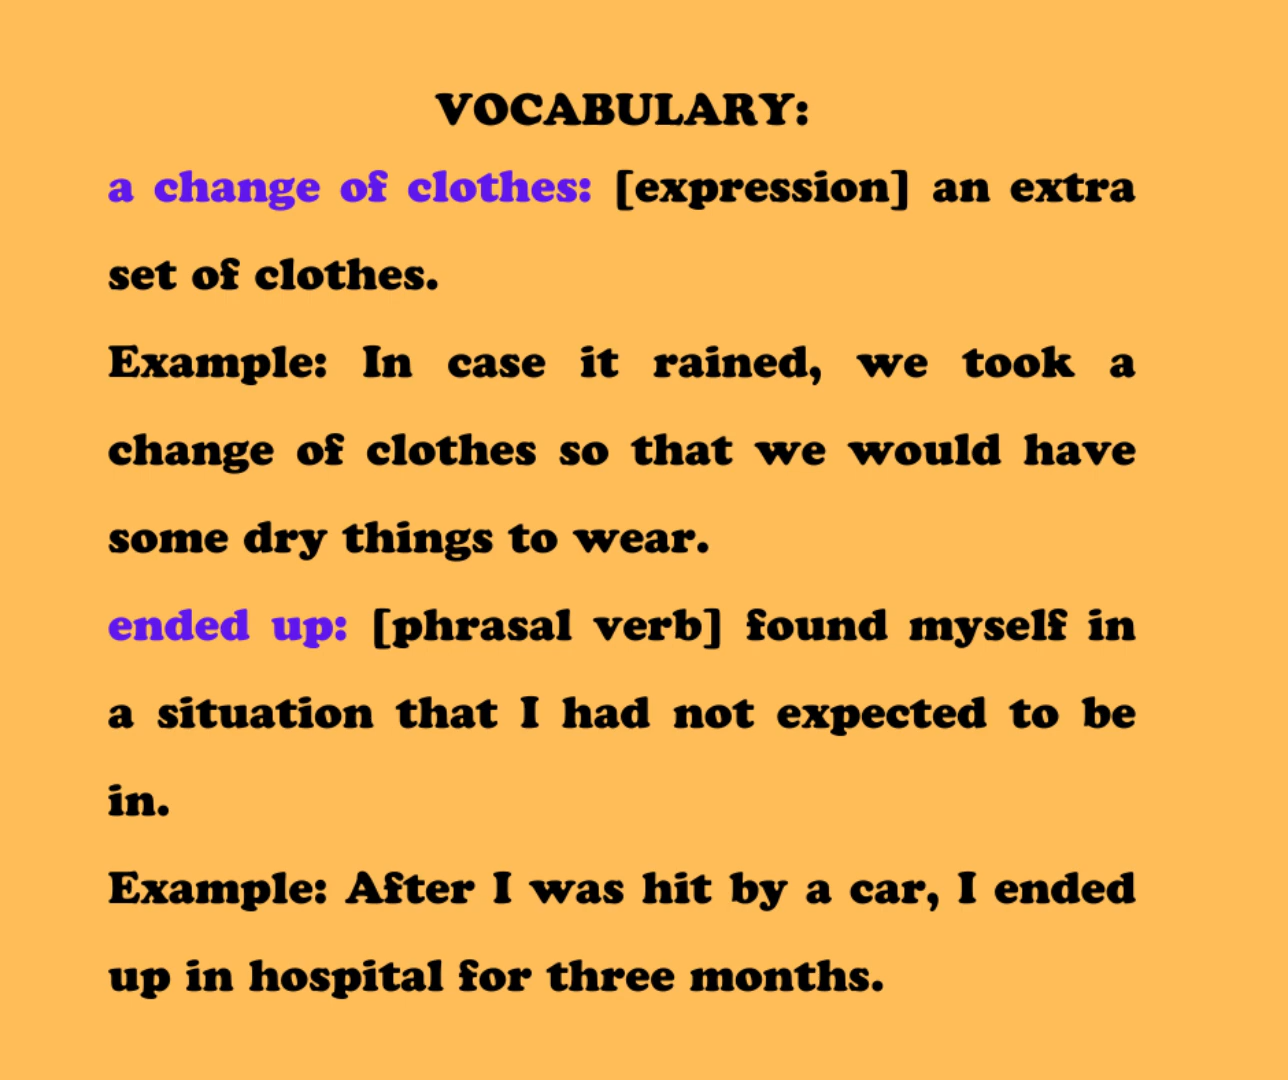 VOCABULARY:
a change of clothes: [expression] an extra
set of clothes.
Example: In case it rained, we took a
change of clothes so that we would have
some dry things to wear.
ended up: [phrasal verb] found myself in
a situation that I had not expected to be
in.
Example: After I was hit by a car, I ended
up in hospital for three months.